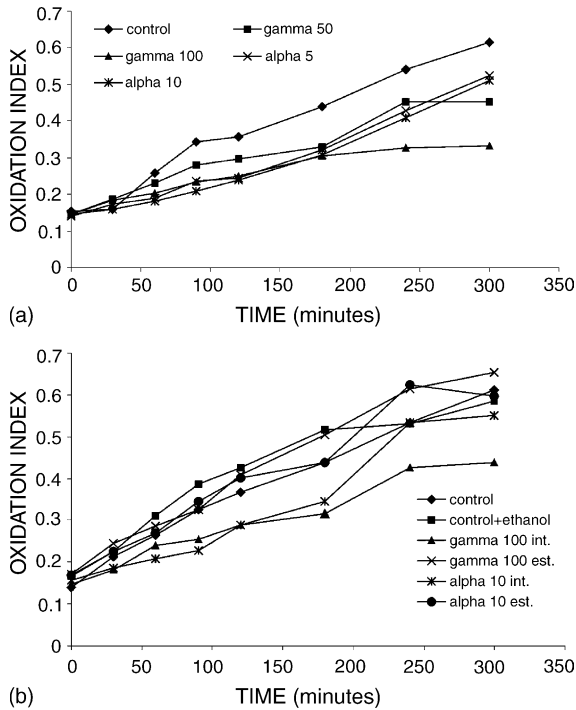 0.7
0.6
0.5
0.4
0.3
0.2
0.1
0
OXIDATION INDEX
control
gamma 50
gamma 100
alpha 5
alpha 10
0 50 100 150 200 250 300 350
TIME (minutes)
(a)
0.7
0.6
0.5
0.4
0.3
0.2
0.1
0
OXIDATION INDEX
control
control+ethanol
gamma 100 int.
gamma 100 est.
alpha 10 int.
alpha 10 est.
0 50 100 150 200 250 300 350
TIME (minutes)
(b)